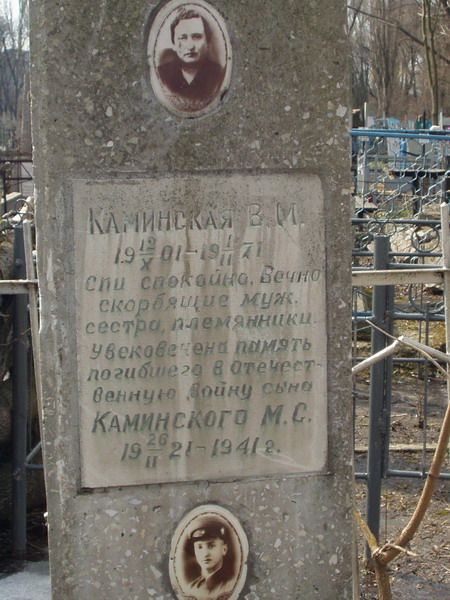 КАМИНСКАЯ В.М.
19 12/X 01-19 1/II 71
Спи спокойно. Вечно
скорбящие муж,
сестра, племянники.
Увековечена память
погибшего в Отечест-
венную войну сына
КАМИНСКОГО М.С.
19 26/II 21-1941 г.